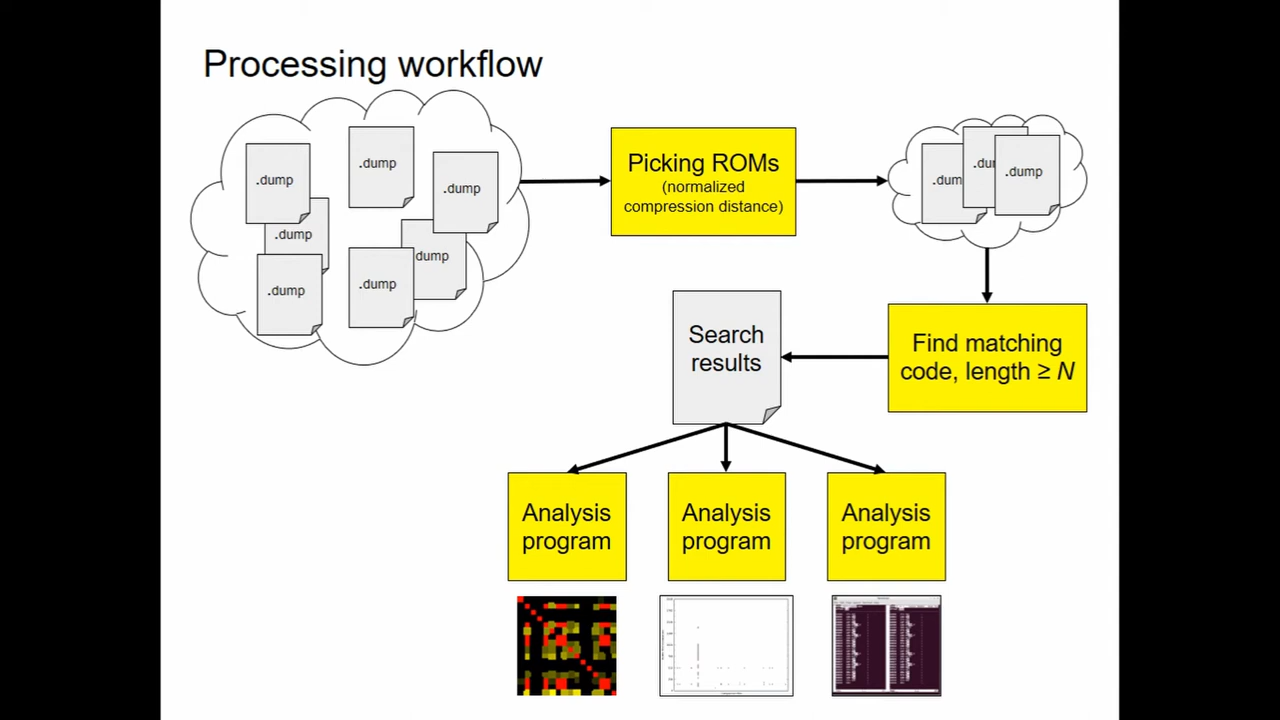 Processing workflow
.dump
.dump
.dump
.dump
.dump
.dump
.dump
Picking ROMs
(normalized
compression distance)
.dum
.du
.dump
Find matching
code, length ≥ N
Search
results
Analysis
program
Analysis
program
Analysis
program